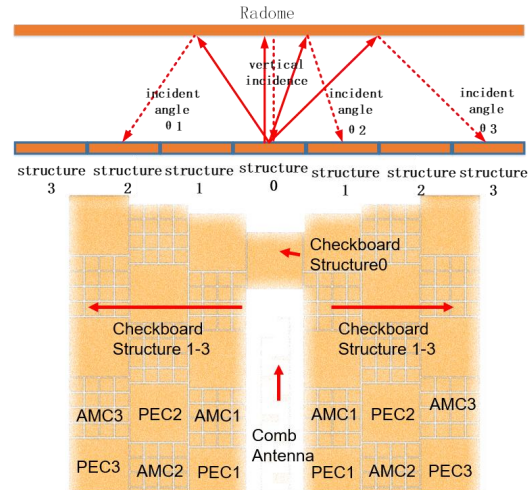 Radome
vertical
incidence
incident
angle
θ1
incident
angle
θ2
incident
angle
θ3
structure
3
structure
2
structure
1
structure
0
structure
1
structure
2
structure
3
Checkboard
Structure0
Checkboard
Structure 1-3
Checkboard
Structure 1-3
AMC3 PEC2 AMC1 AMC1 PEC2 AMC3
Comb
Antenna
PEC3 AMC2 PEC1 PEC1 AMC2 PEC3